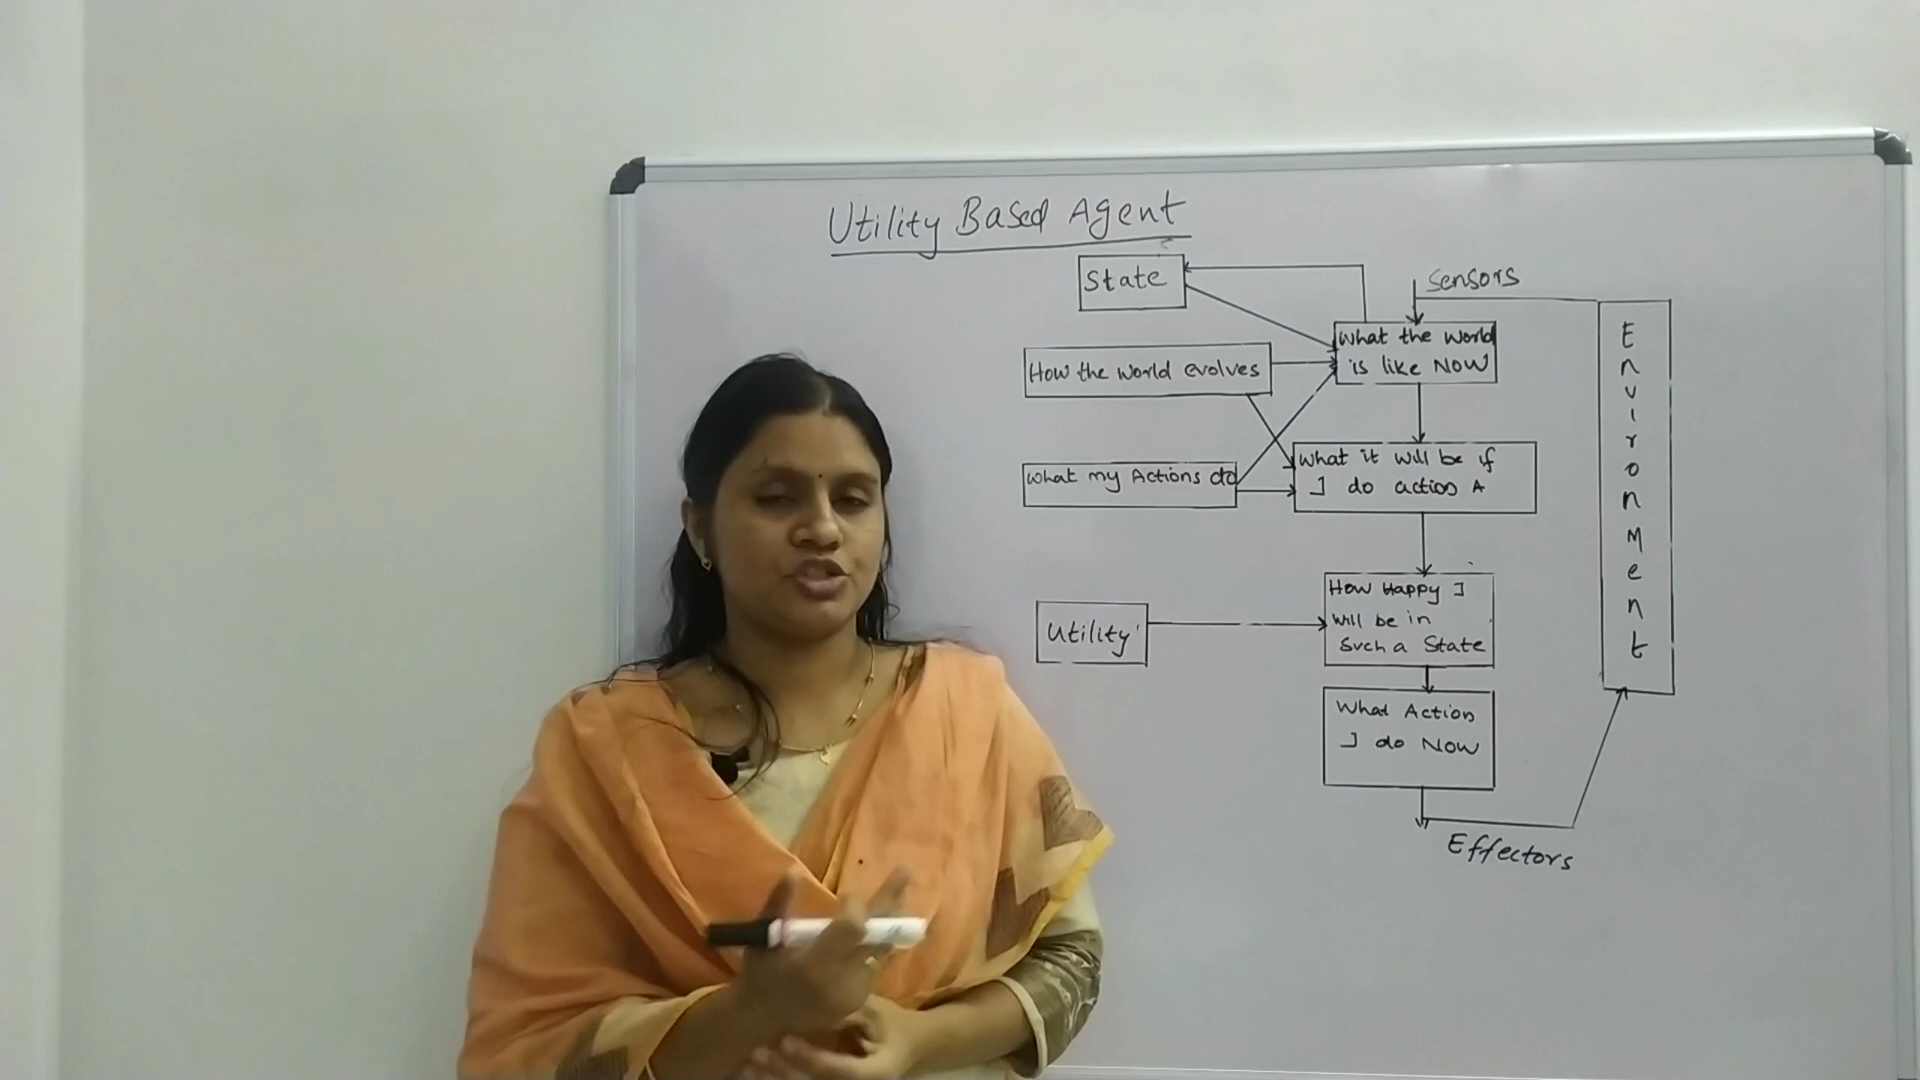 Utility Based Agent
State
Sensors
What the World
is like NOW
How the World evolves
What my Actions do
What it will be if
I do action A
Utility
How Happy I
Will be in
Such a State
What Action
I do Now
Effectors
Environment